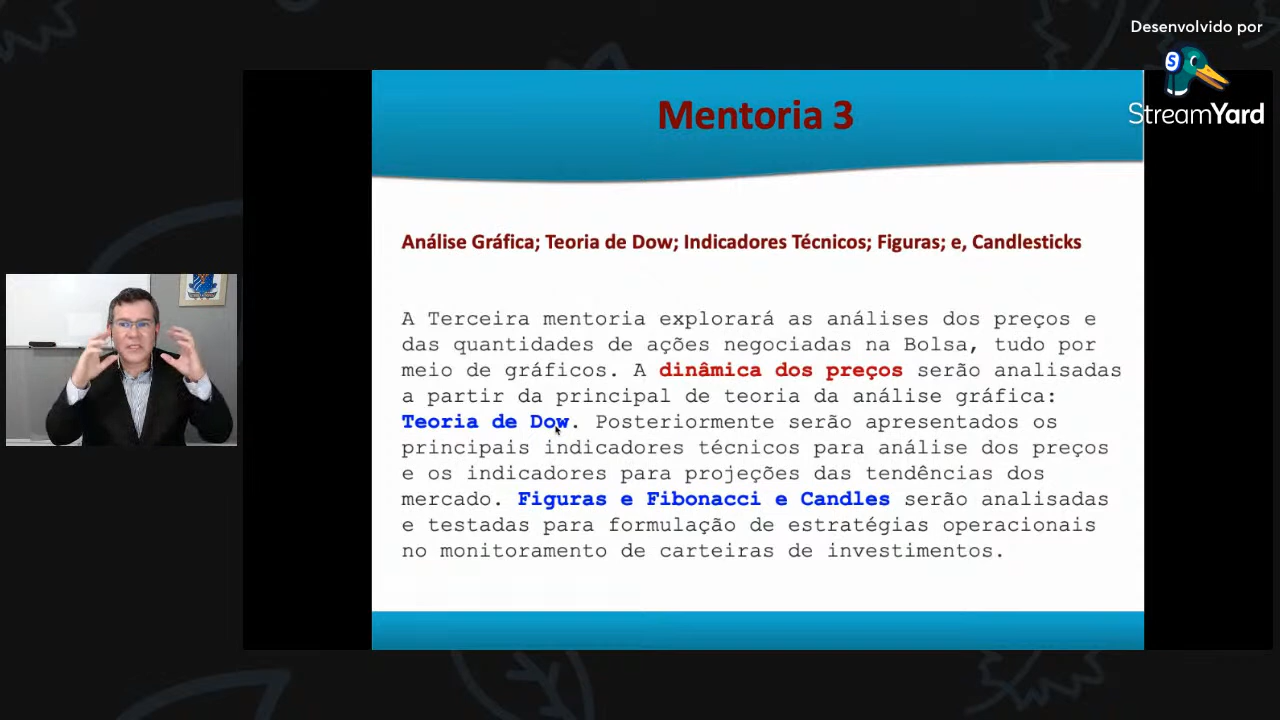 Desenvolvido por
StreamYard
Mentoria 3
Análise Gráfica; Teoria de Dow; Indicadores Técnicos; Figuras; e, Candlesticks
A Terceira mentoria explorará as análises dos preços e
das quantidades de ações negociadas na Bolsa, tudo por
meio de gráficos. A dinâmica dos preços serão analisadas
a partir da principal de teoria da análise gráfica:
Teoria de Dow. Posteriormente serão apresentados os
principais indicadores técnicos para análise dos preços
e os indicadores para projeções das tendências dos
mercado. Figuras e Fibonacci e Candles serão analisadas
e testadas para formulação de estratégias operacionais
no monitoramento de carteiras de investimentos.